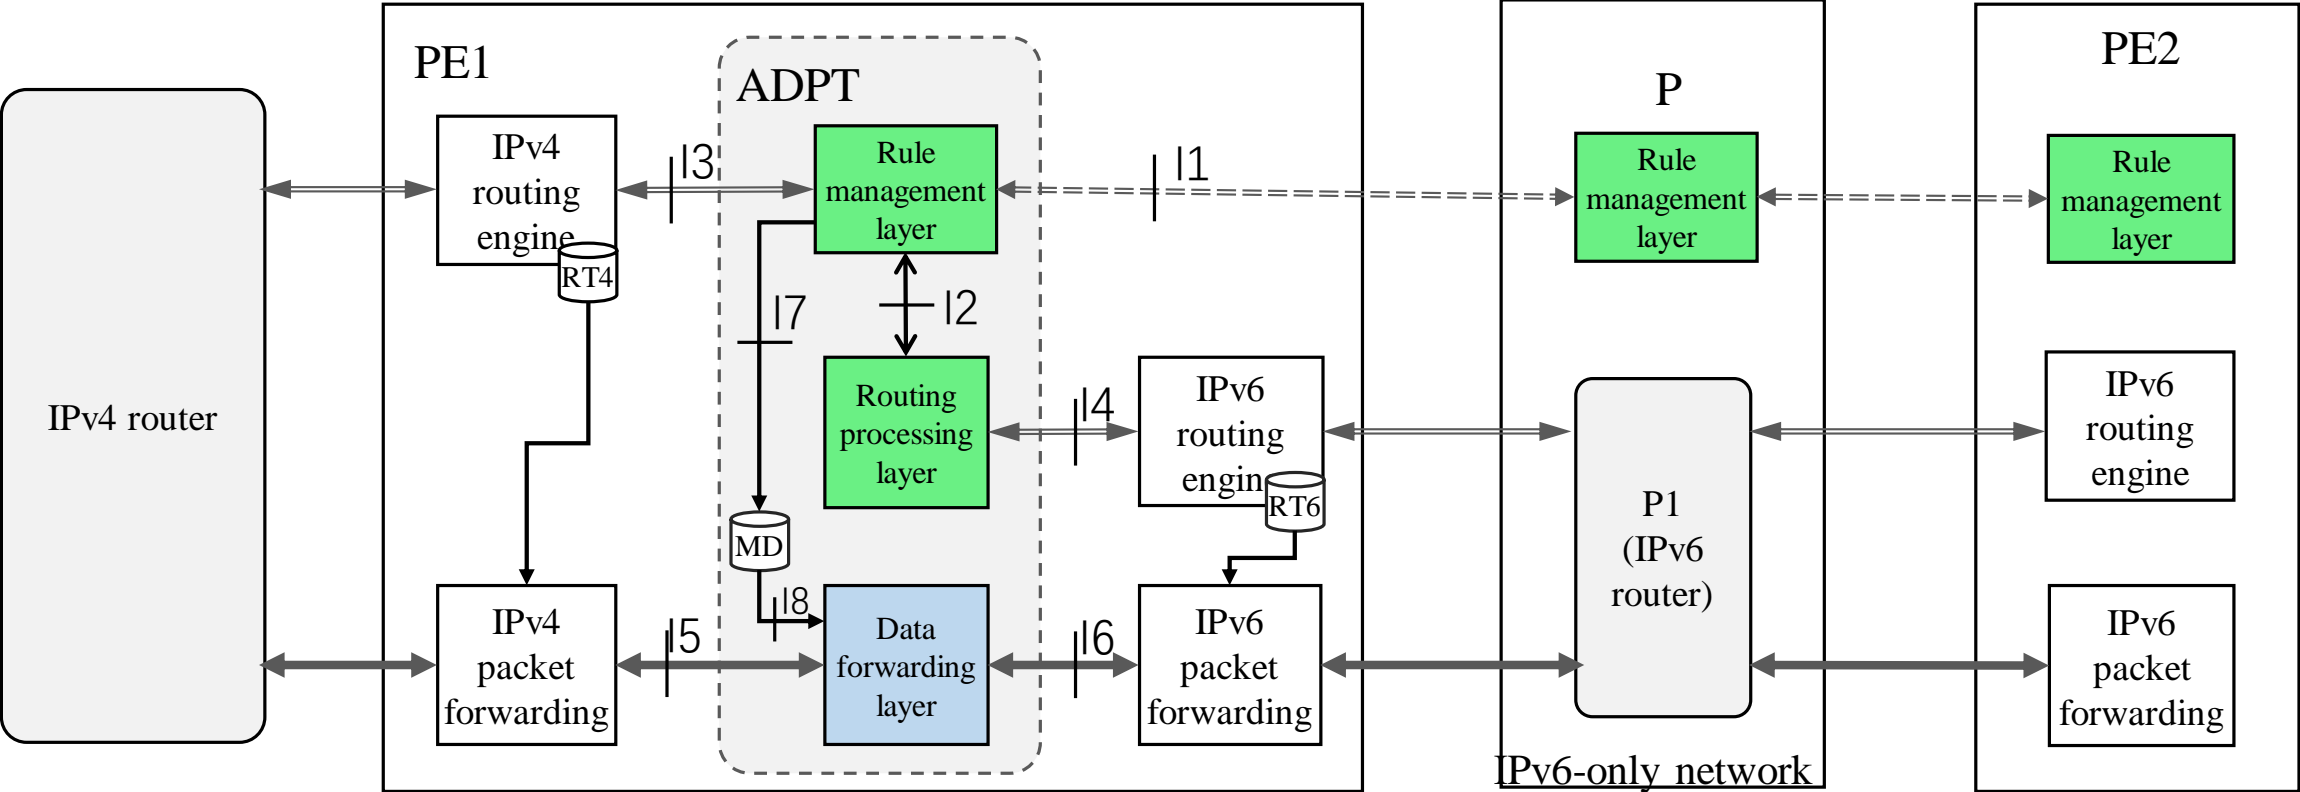 PE1
ADPT
P
PE2
IPv4
routing
engine
RT4
I3
Rule
management
layer
I1
Rule
management
layer
Rule
management
layer
I7
I2
IPv4 router
Routing
processing
layer
I4
IPv6
routing
engin
RT6
P1
(IPv6
router)
IPv6
routing
engine
MD
I8
IPv4
packet
forwarding
I5
Data
forwarding
layer
I6
IPv6
packet
forwarding
IPv6
packet
forwarding
IPv6-only network